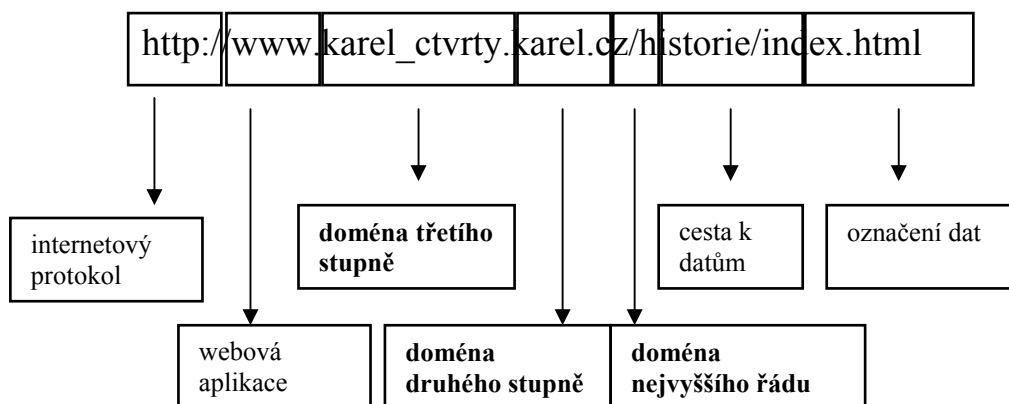 http://www.karel_ctvrty.karel.cz/historie/index.html
internetový
protokol
doména třetího
stupně
cesta k
datům
označení dat
webová
aplikace
doména
druhého stupně
doména
nejvyššího řádu